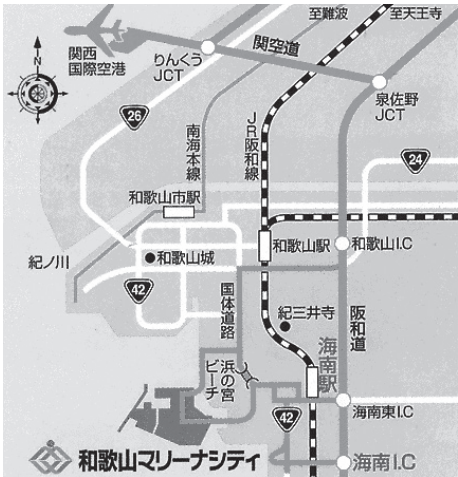 至難波
至天王寺
関西
国際空港
N
りんくう
JCT
関空道
泉佐野
JCT
26
南海本線
JR阪和線
24
和歌山市駅
紀ノ川
和歌山城
和歌山駅
和歌山I.C
42
国体道路
紀三井寺
阪和道
海南駅
浜の宮
ビーチ
42
海南東I.C
和歌山マリーナシティ
海南I.C